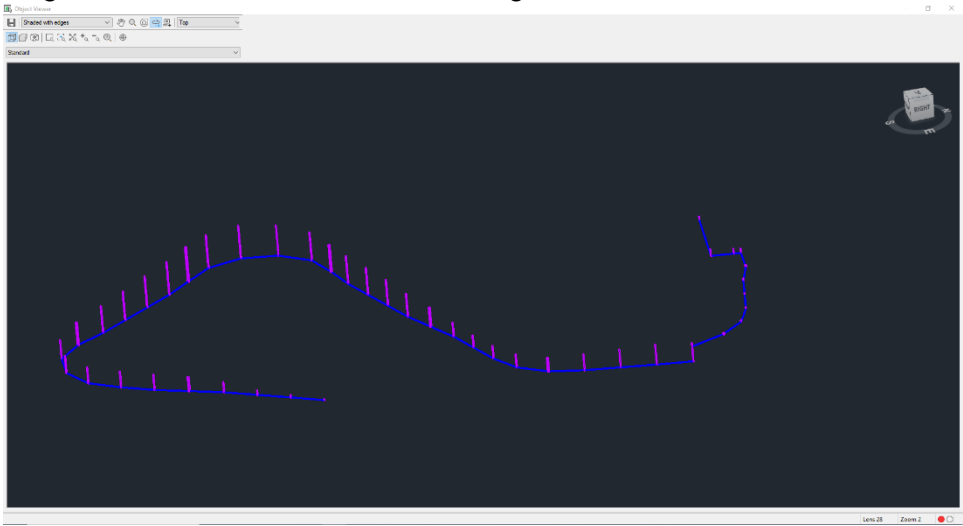 Object Viewer
Shaded with edges
Top
Standard
RIGHT
S
E
Lens 28 Zoom 2